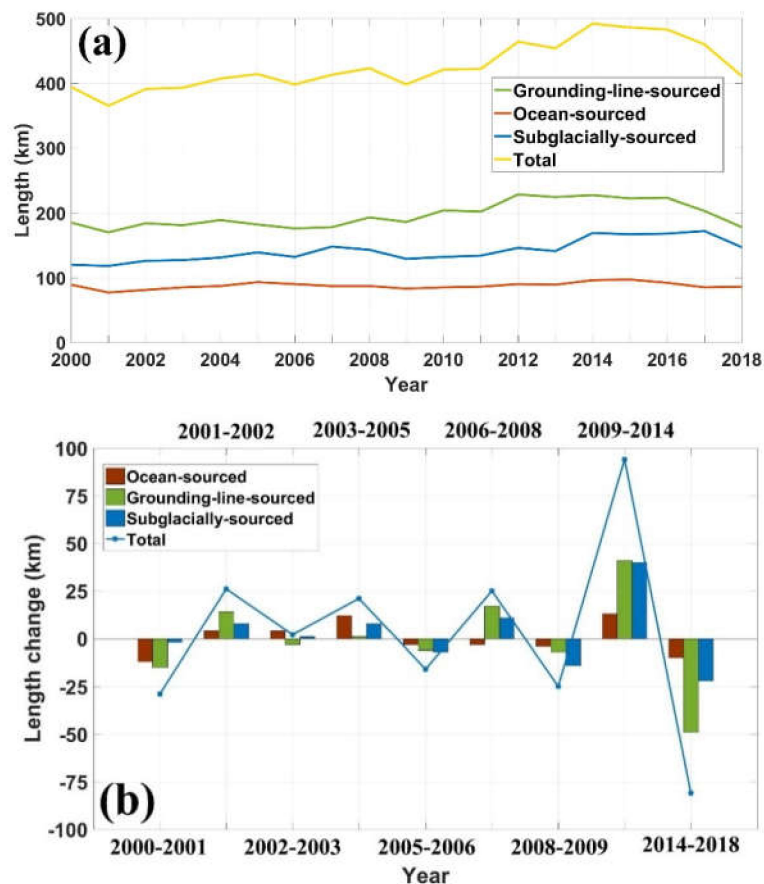 (a)
500
400
300
200
100
0
Length (km)
Grounding-line-sourced
Ocean-sourced
Subglacially-sourced
Total
2000 2002 2004 2006 2008 2010 2012 2014 2016 2018
Year
2001-2002 2003-2005 2006-2008 2009-2014
100
75
50
25
0
-25
-50
-75
-100
Length change (km)
Ocean-sourced
Grounding-line-sourced
Subglacially-sourced
Total
(b)
2000-2001 2002-2003 2005-2006 2008-2009 2014-2018
Year